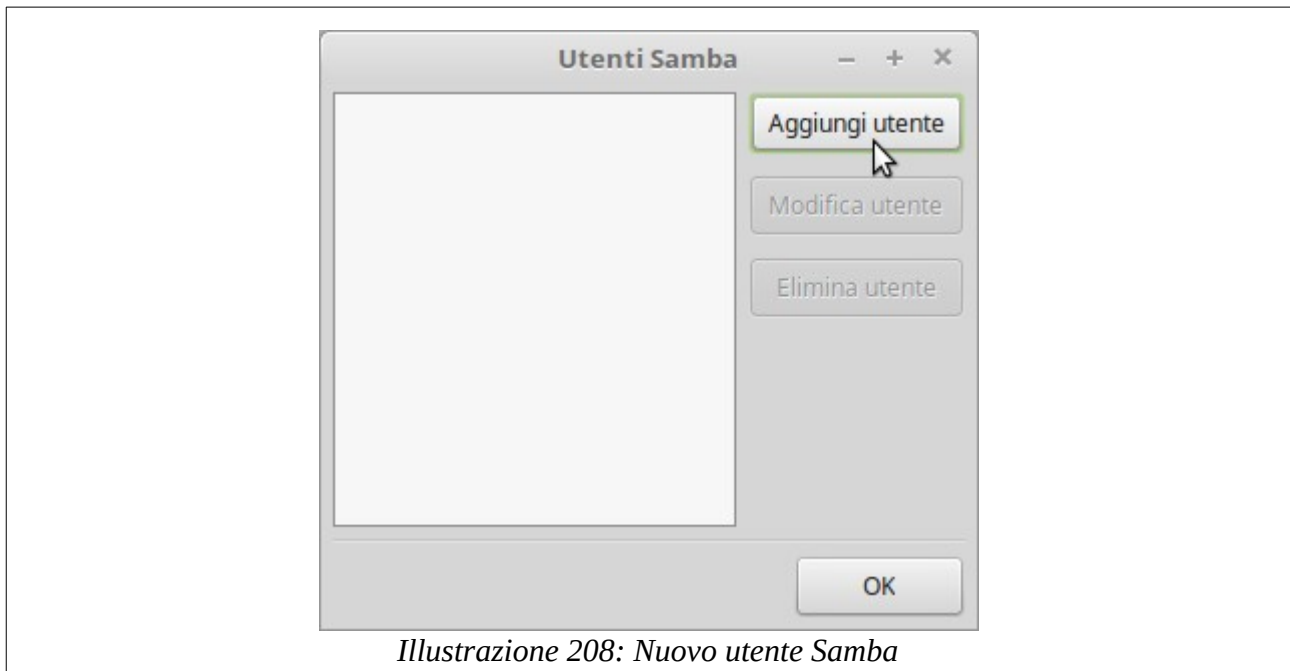 Utenti Samba
Aggiungi utente
Modifica utente
Elimina utente
OK
Illustrazione 208: Nuovo utente Samba